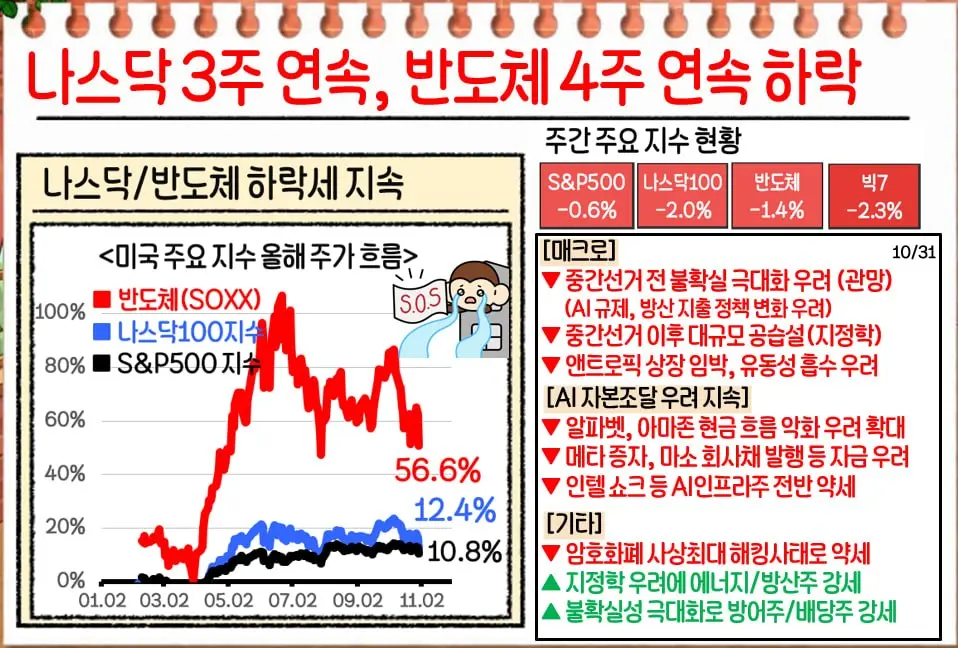 나스닥 3주 연속, 반도체 4주 연속 하락
나스닥/반도체 하락세 지속
<미국 주요 지수 올해 주가 흐름>
S.O.S
반도체(SOXX)
나스닥100지수
S&P500 지수
100%
80%
60%
40%
20%
0%
56.6%
12.4%
10.8%
01.02 03.02 05.02 07.02 09.02 11.02
주간 주요 지수 현황
S&P500 나스닥100 반도체 빅7
-0.6% -2.0% -1.4% -2.3%
[매크로] 10/31
▼ 중간선거 전 불확실 극대화 우려 (관망)
(AI 규제, 방산 지출 정책 변화 우려)
▼ 중간선거 이후 대규모 공습설(지정학)
▼ 앤트로픽 상장 임박, 유동성 흡수 우려
[AI 자본조달 우려 지속]
▼ 알파벳, 아마존 현금 흐름 악화 우려 확대
▼ 메타 증자, 마소 회사채 발행 등 자금 우려
▼ 인텔 쇼크 등 AI인프라주 전반 약세
[기타]
▼ 암호화폐 사상최대 해킹사태로 약세
▲ 지정학 우려에 에너지/방산주 강세
▲ 불확실성 극대화로 방어주/배당주 강세